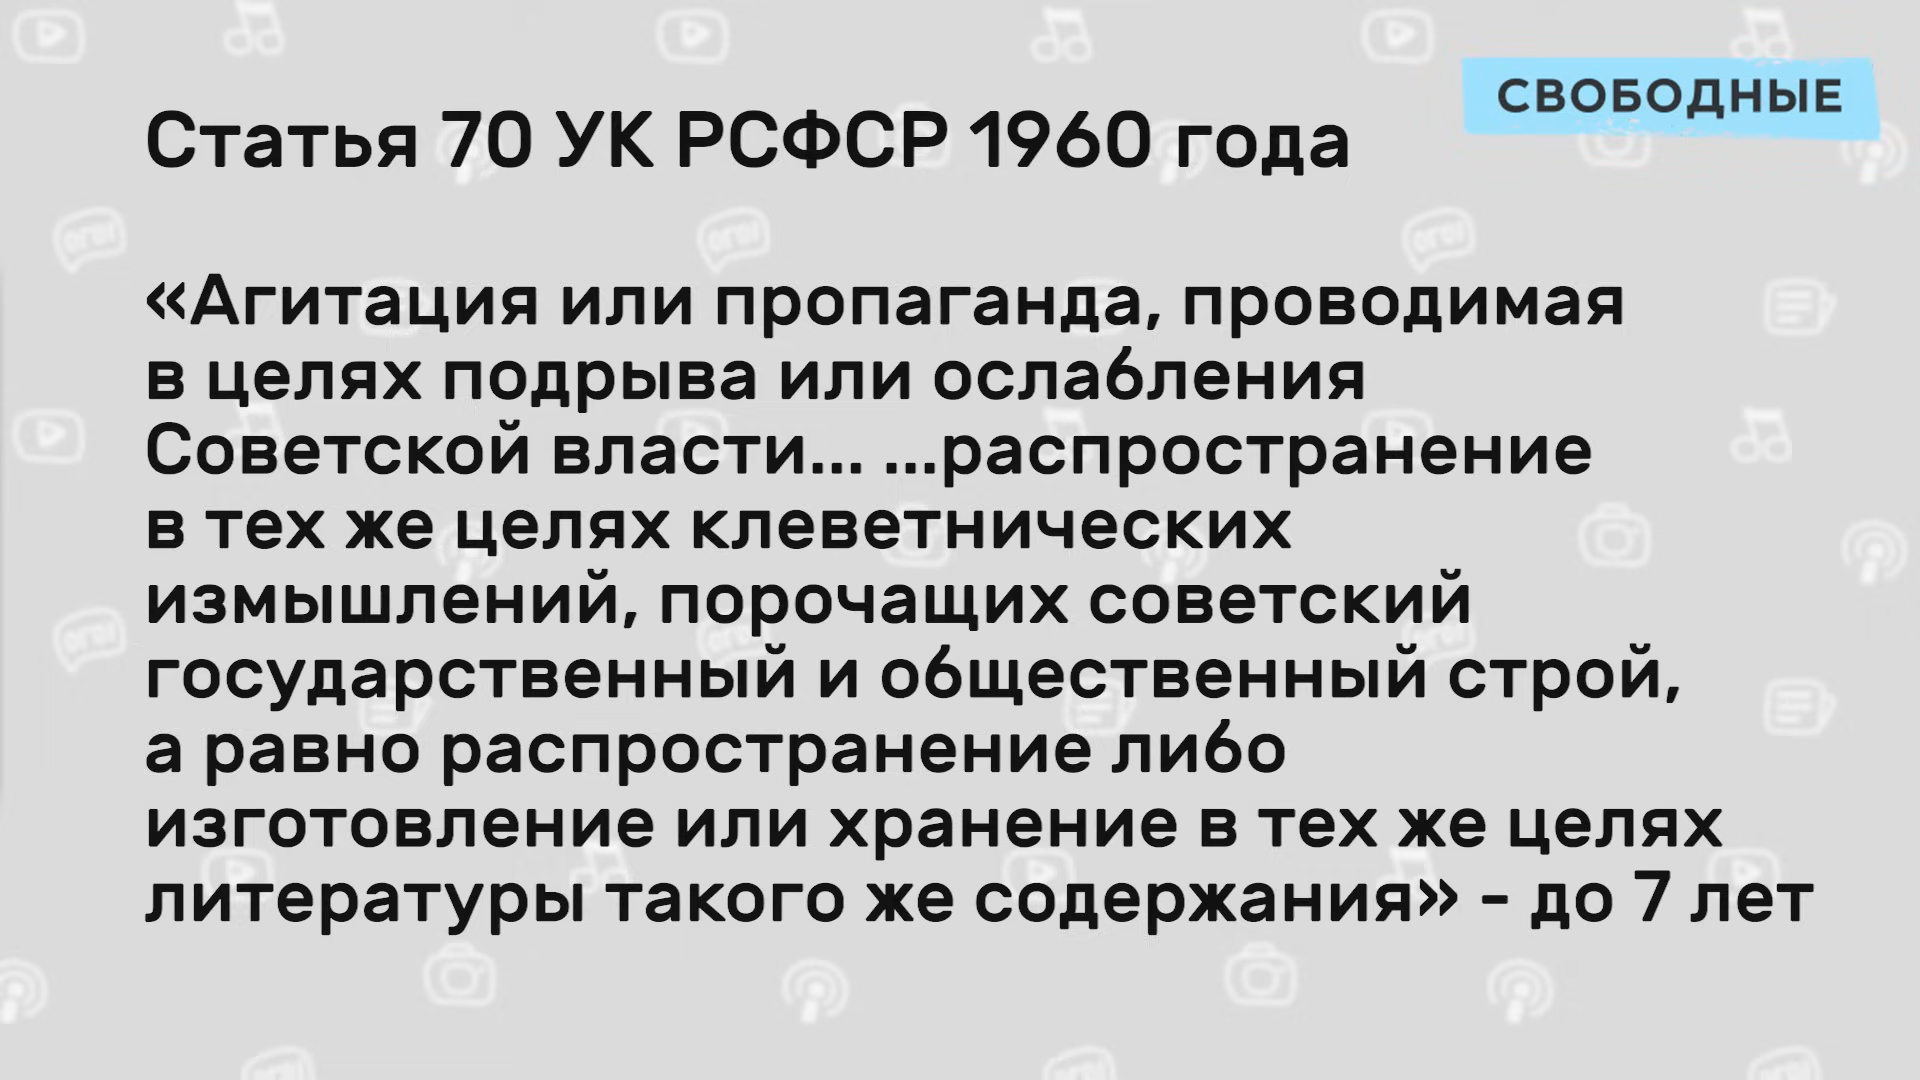 СВОБОДНЫЕ
Статья 70 УК РСФСР 1960 года
«Агитация или пропаганда, проводимая
в целях подрыва или ослабления
Советской власти... ...распространение
в тех же целях клеветнических
измышлений, порочащих советский
государственный и общественный строй,
а равно распространение либо
изготовление или хранение в тех же целях
литературы такого же содержания» - до 7 лет